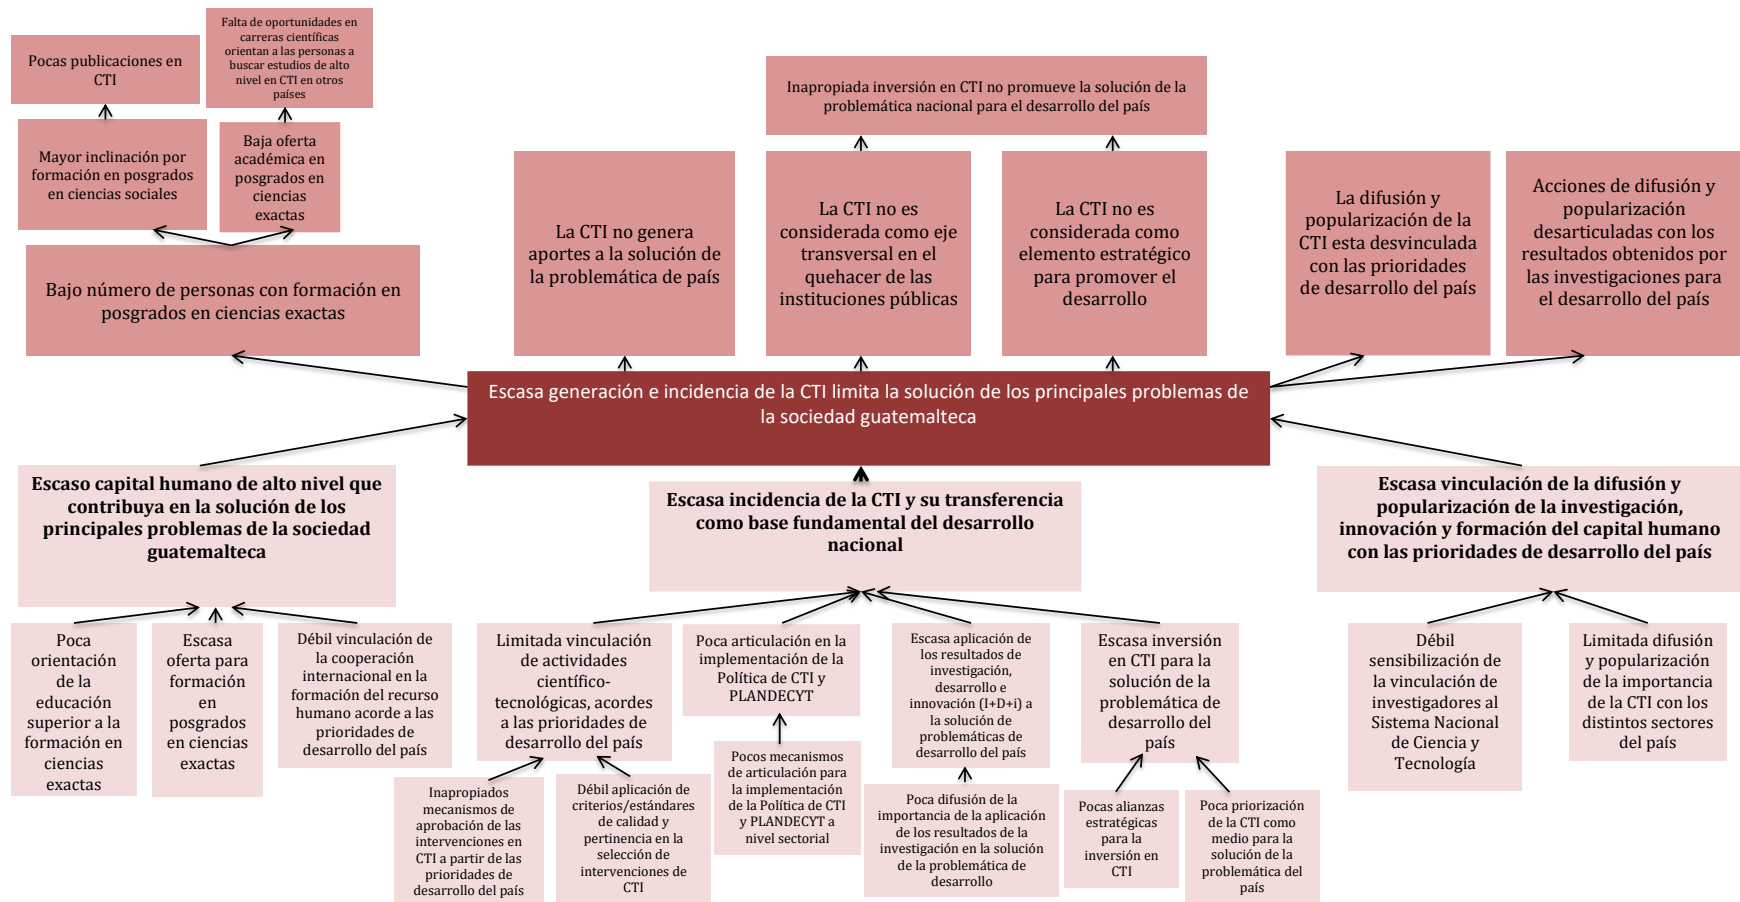 Pocas publicaciones en
CTI
Falta de oportunidades en
carreras científicas
orientan a las personas a
buscar estudios de alto
nivel en CTI en otros
países
Mayor inclinación por
formación en posgrados
en ciencias sociales
Baja oferta
académica en
posgrados en
ciencias
exactas
Bajo número de personas con formación en
posgrados en ciencias exactas
Inapropiada inversión en CTI no promueve la solución de la
problemática nacional para el desarrollo del país
La CTI no genera
aportes a la solución de
la problemática de país
La CTI no es
considerada como eje
transversal en el
quehacer de las
instituciones públicas
La CTI no es
considerada como
elemento estratégico
para promover el
desarrollo
La difusión y
popularización de la
CTI esta desvinculada
con las prioridades
de desarrollo del país
Acciones de difusión y
popularización
desarticuladas con los
resultados obtenidos por
las investigaciones para
el desarrollo del país
Escasa generación e incidencia de la CTI limita la solución de los principales problemas de
la sociedad guatemalteca
Escaso capital humano de alto nivel que
contribuya en la solución de los
principales problemas de la sociedad
guatemalteca
Escasa incidencia de la CTI y su transferencia
como base fundamental del desarrollo
nacional
Escasa vinculación de la difusión y
popularización de la investigación,
innovación y formación del capital humano
con las prioridades de desarrollo del país
Poca
orientación
de la
educación
superior a la
formación en
ciencias
exactas
Escasa
oferta para
formación
en
posgrados
en ciencias
exactas
Débil vinculación de
la cooperación
internacional en la
formación del recurso
humano acorde a las
prioridades de
desarrollo del país
Limitada vinculación
de actividades
científico-
tecnológicas, acordes
a las prioridades de
desarrollo del país
Poca articulación en la
implementación de la
Política de CTI y
PLANDECYT
Escasa aplicación de
los resultados de
investigación,
desarrollo e
innovación (I+D+i) a
la solución de
problemáticas de
desarrollo del país
Escasa inversión
en CTI para la
solución de la
problemática de
desarrollo del
país
Débil
sensibilización de
la vinculación de
investigadores al
Sistema Nacional
de Ciencia y
Tecnología
Limitada difusión
y popularización
de la importancia
de la CTI con los
distintos sectores
del país
Inapropiados
mecanismos de
aprobación de las
intervenciones en
CTI a partir de las
prioridades de
desarrollo del país
Débil aplicación de
criterios/estándares
de calidad y
pertinencia en la
selección de
intervenciones de
CTI
Pocos mecanismos
de articulación para la
implementación
de la Política de CTI
y PLANDECYT a
nivel sectorial
Poca difusión de la
importancia de la aplicación
de los resultados de la
investigación en la solución
de la problemática de
desarrollo
Pocas alianzas
estratégicas
para la
inversión en
CTI
Poca priorización
de la CTI como
medio para la
solución de la
problemática del
país